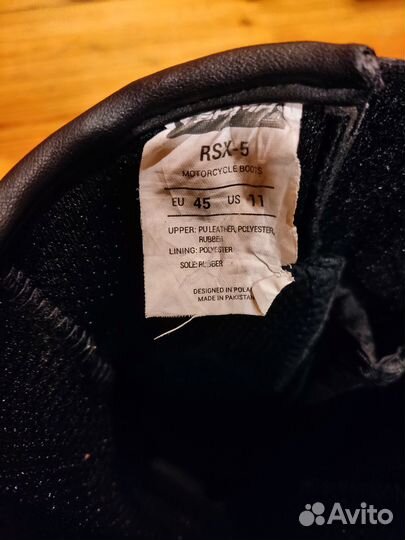 RSX-5
MOTORCYCLE BOOTS
EU 45 US 11
UPPER: PU LEATHER, POLYESTER,
RUBBER
LINING: POLYESTER
SOLE: RUBBER
DESIGNED IN POLAND
MADE IN PAKISTAN
Avito